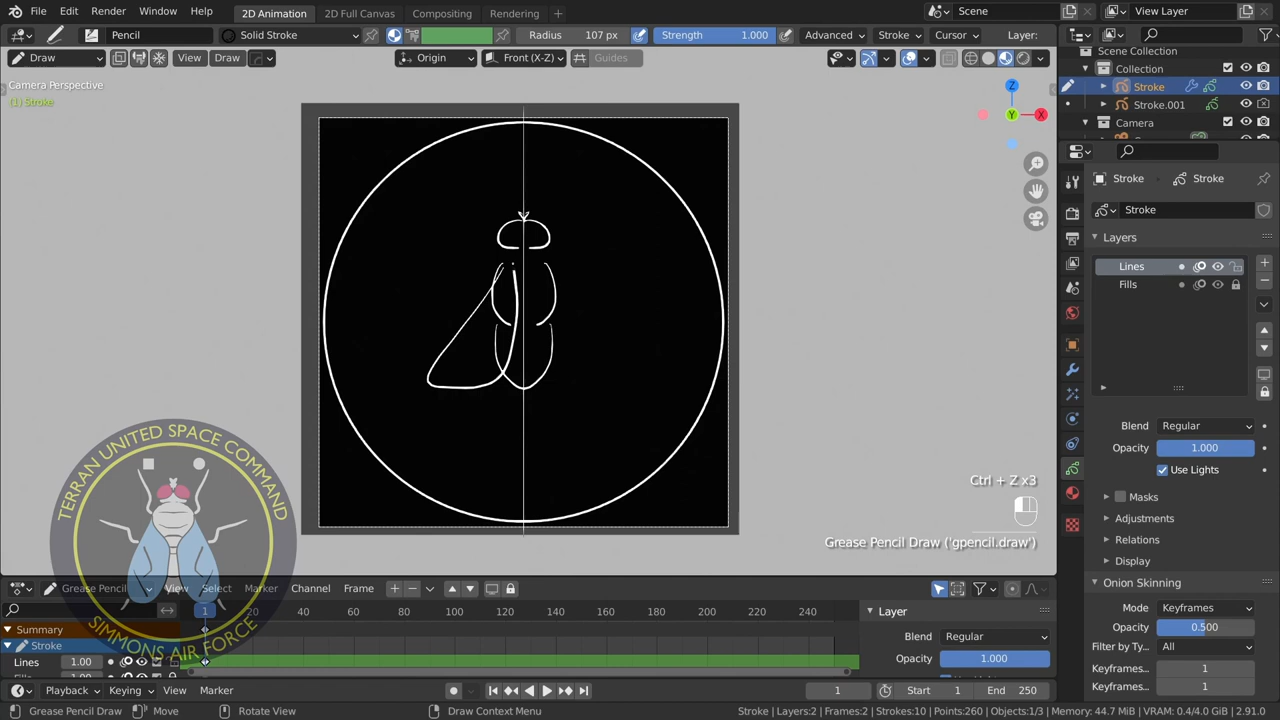 File Edit Render Window Help 2D Animation 2D Full Canvas Compositing Rendering + Scene View Layer
Pencil Solid Stroke Radius 107 px Strength 1.000 Advanced Stroke Cursor Layer:
Draw View Draw Origin Front (X-Z) Guides
Camera Perspective
(1) Stroke
Z
Y
X
Scene Collection
Collection
Stroke
Stroke.001
Camera
Stroke Stroke
Stroke
Layers
Lines
Fills
Blend Regular
Opacity 1.000
Use Lights
Masks
Adjustments
Relations
Display
Onion Skinning
Mode Keyframes
Opacity 0.500
Filter by Ty... All
Keyframes... 1
Keyframes... 1
Ctrl + Z x3
Grease Pencil Draw ('gpencil.draw')
TERRAN UNITED SPACE COMMAND
SIMMONS AIR FORCE
Grease Pencil View Select Marker Channel Frame
1 20 40 60 80 100 120 140 160 180 200 220 240
Summary
Stroke
Lines 1.00
Layer
Blend Regular
Opacity 1.000
Playback Keying View Marker 1 Start 1 End 250
Grease Pencil Draw Move Rotate View Draw Context Menu Stroke | Layers:2 | Frames:2 | Strokes:10 | Points:260 | Objects:1/3 | Memory: 44.7 MiB | VRAM: 0.4/4.0 GiB | 2.91.0